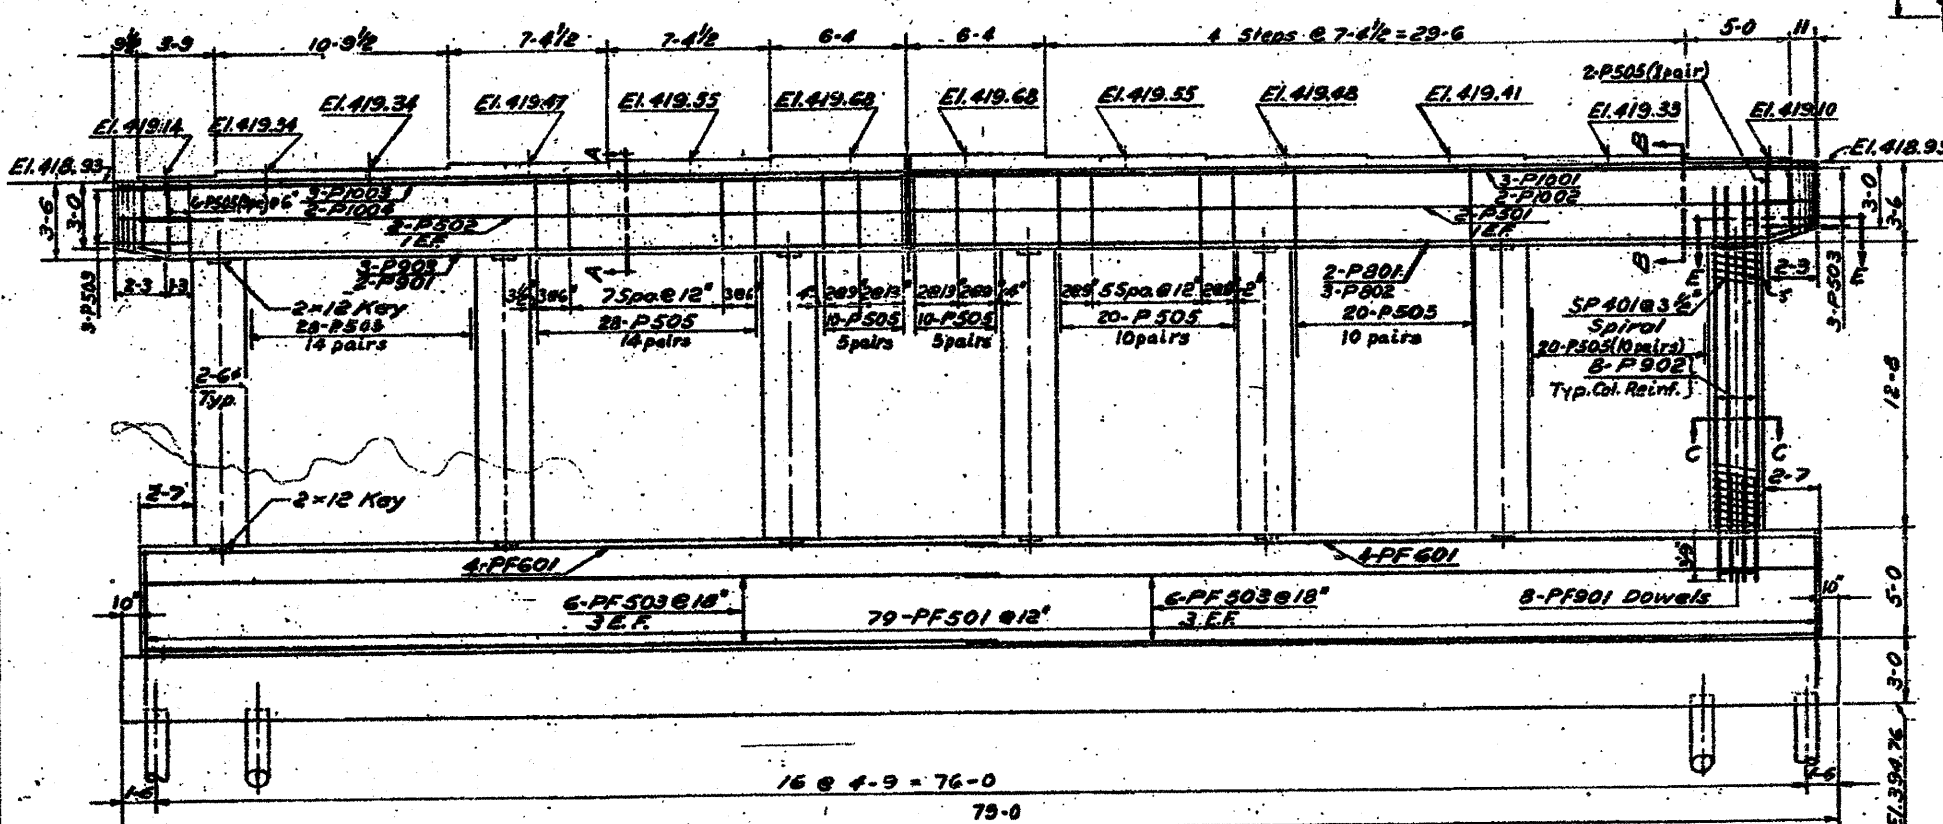 9½ 3-9 10-9½ 7-4½ 7-4½ 6-4 6-4 4 Steps @ 7-4½ = 29-6 5-0 11
2-P505 (1 pair)
El. 419.14 El. 419.34 El. 419.34 El. 419.47 El. 419.55 El. 419.68 El. 419.68 El. 419.55 El. 419.48 El. 419.41 El. 419.33 El. 419.10
El. 418.93 A B El. 418.93
3-6 3-0 3-P1003 3-P1001 3-0 3-6
2-P1004 2-P1002
2-P502 2-P501
1 E.F. 1 E.F.
3-P903 A 2-P801 B E E
2-P901 3-P802
3-P503 2-3 1-3 7 Spa. @ 12" 5 Spa. @ 12" 2-3 3-P503
2×12 Key SP 401 @ 3½"
Spiral
28-P503 28-P505 10-P505 10-P505 20-P505 20-P505
14 pairs 14 pairs 5 pairs 5 pairs 10 pairs 10 pairs
20-P505 (10 pairs)
2-6
Typ.
8-P902
Typ. Col. Reinf.
12-8
C C
2-7 2×12 Key 2-7
4-PF601 4-PF601
10" 6-PF503 @ 18" 79-PF501 @ 12" 6-PF503 @ 18" 8-PF901 Dowels 10" 5-0
3 E.F. 3 E.F.
3-0
16 @ 4-9 = 76-0
1-6 1-6
79-0
El. 394.76